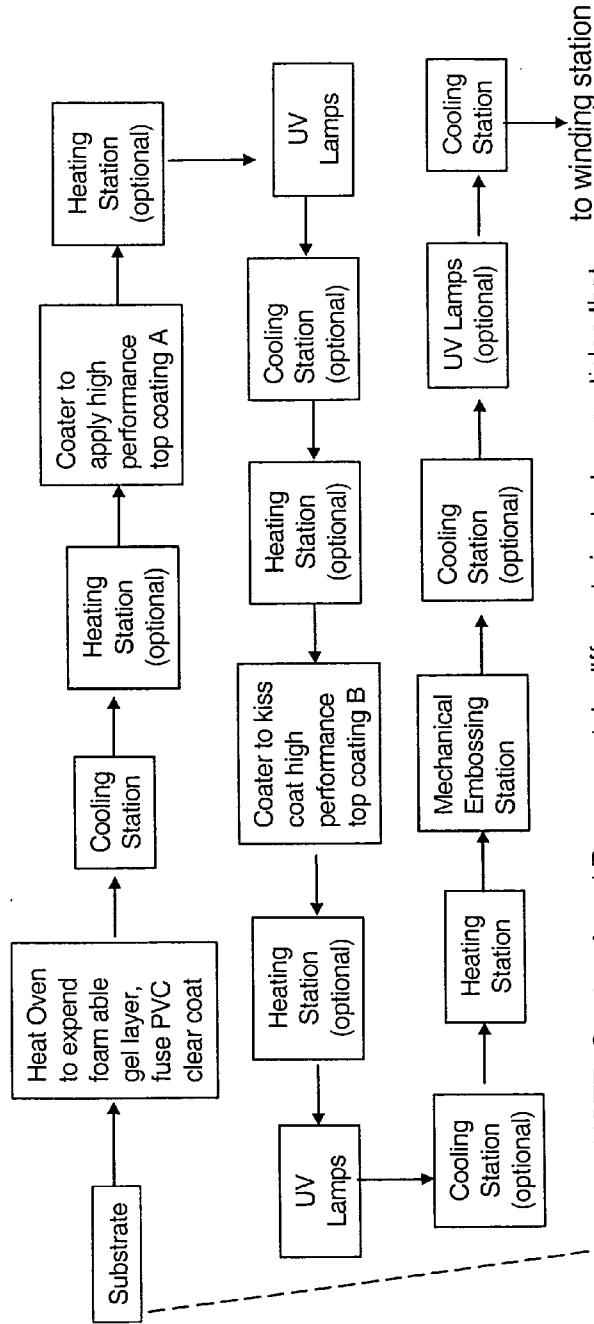 Substrate
Heat Oven
to expend
foam able
gel layer,
fuse PVC
clear coat
Cooling
Station
Heating
Station
(optional)
Coater to
apply high
performance
top coating A
Heating
Station
(optional)
UV
Lamps
Cooling
Station
(optional)
Heating
Station
(optional)
Coater to kiss
coat high
performance
top coating B
Heating
Station
(optional)
UV
Lamps
Cooling
Station
(optional)
Heating
Station
Mechanical
Embossing
Station
Cooling
Station
(optional)
UV Lamps
(optional)
Cooling
Station
to winding station